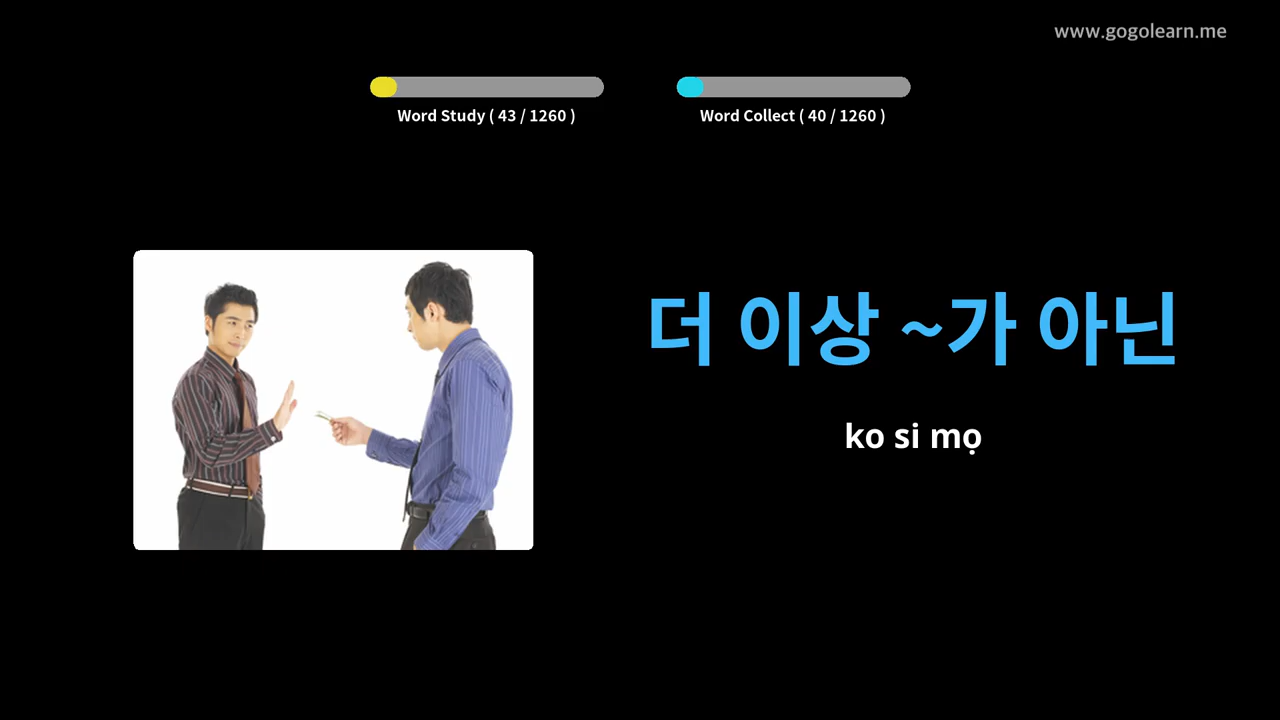 www.gogolearn.me
Word Study ( 43 / 1260 )
Word Collect ( 40 / 1260 )
더 이상 ~가 아닌
ko si mọ